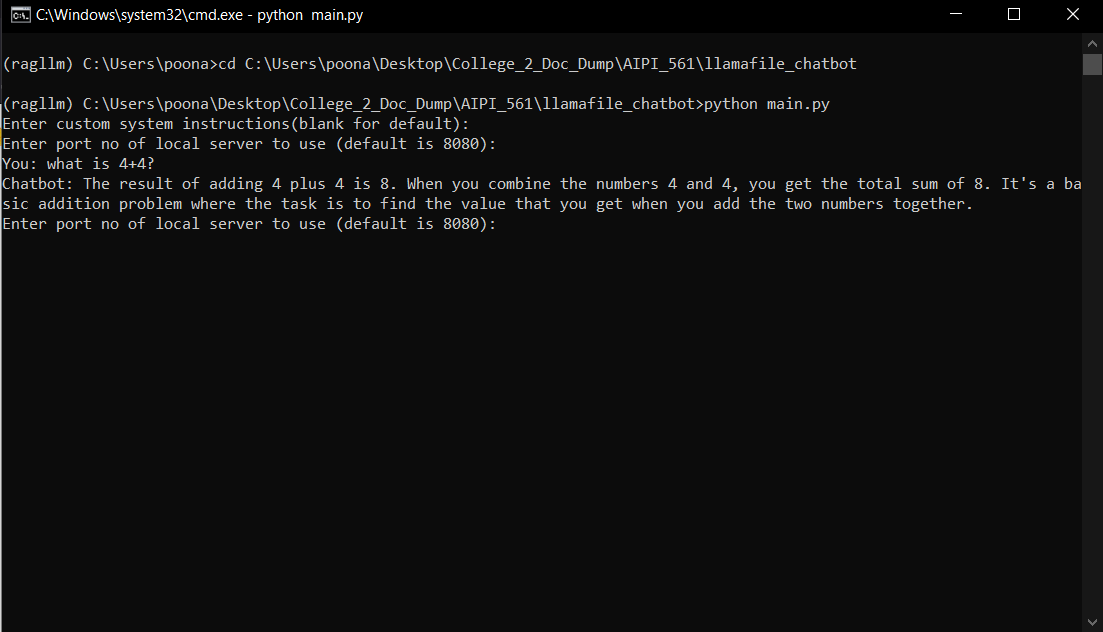 C:\Windows\system32\cmd.exe - python  main.py
(ragllm) C:\Users\poona>cd C:\Users\poona\Desktop\College_2_Doc_Dump\AIPI_561\llamafile_chatbot
(ragllm) C:\Users\poona\Desktop\College_2_Doc_Dump\AIPI_561\llamafile_chatbot>python main.py
Enter custom system instructions(blank for default):
Enter port no of local server to use (default is 8080):
You: what is 4+4?
Chatbot: The result of adding 4 plus 4 is 8. When you combine the numbers 4 and 4, you get the total sum of 8. It's a ba
sic addition problem where the task is to find the value that you get when you add the two numbers together.
Enter port no of local server to use (default is 8080):